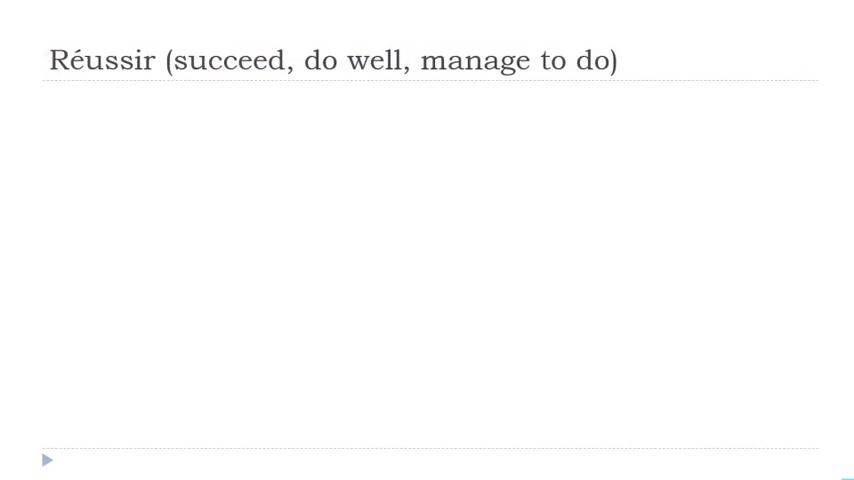 Réussir (succeed, do well, manage to do)